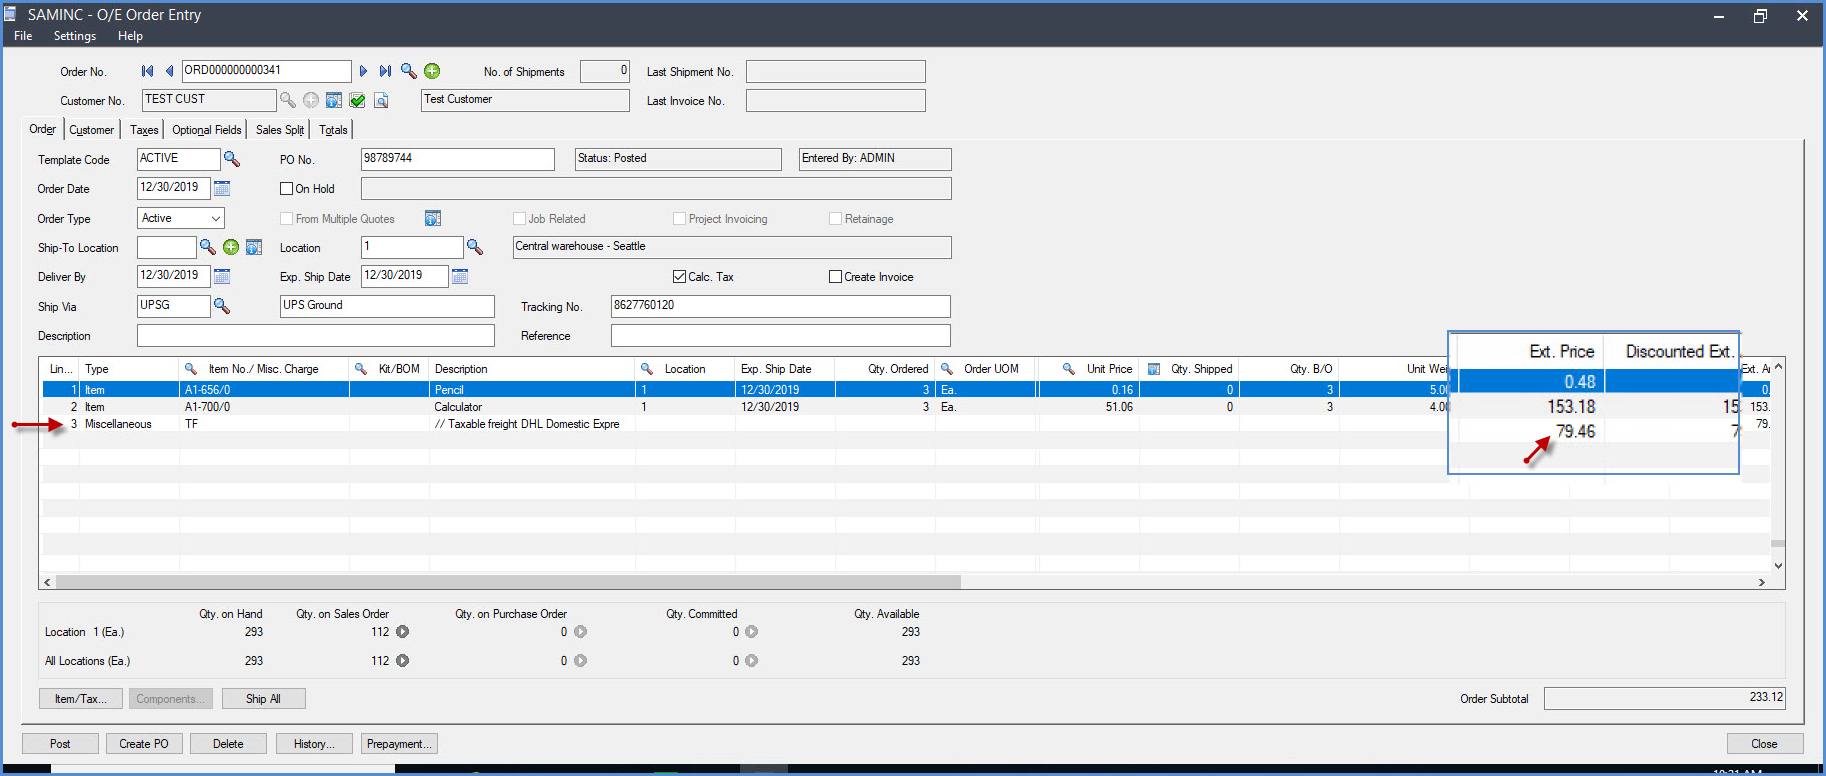 SAMINC - O/E Order Entry
File Settings Help
Order No. ORD000000000341 No. of Shipments 0 Last Shipment No.
Customer No. TEST CUST Test Customer Last Invoice No.
Order Customer Taxes Optional Fields Sales Split Totals
Template Code ACTIVE PO No. 98789744 Status: Posted Entered By: ADMIN
Order Date 12/30/2019 On Hold
Order Type Active From Multiple Quotes Job Related Project Invoicing Retainage
Ship-To Location Location 1 Central warehouse - Seattle
Deliver By 12/30/2019 Exp. Ship Date 12/30/2019 Calc. Tax Create Invoice
Ship Via UPSG UPS Ground Tracking No. 8627760120
Description Reference
Lin... Type Item No./ Misc. Charge Kit/BOM Description Location Exp. Ship Date Qty. Ordered Order UOM Unit Price Qty. Shipped Qty. B/O Unit Wei Ext. Price Discounted Ext.
1 Item A1-656/0 Pencil 1 12/30/2019 3 Ea. 0.16 0 3 5.00 0.48 0.
2 Item A1-700/0 Calculator 1 12/30/2019 3 Ea. 51.06 0 3 4.00 153.18 15 153.
3 Miscellaneous TF // Taxable freight DHL Domestic Expre 79.46 7 79.
Qty. on Hand Qty. on Sales Order Qty. on Purchase Order Qty. Committed Qty. Available
Location 1 (Ea.) 293 112 0 0 293
All Locations (Ea.) 293 112 0 0 293
Item/Tax... Components... Ship All Order Subtotal 233.12
Post Create PO Delete History... Prepayment... Close